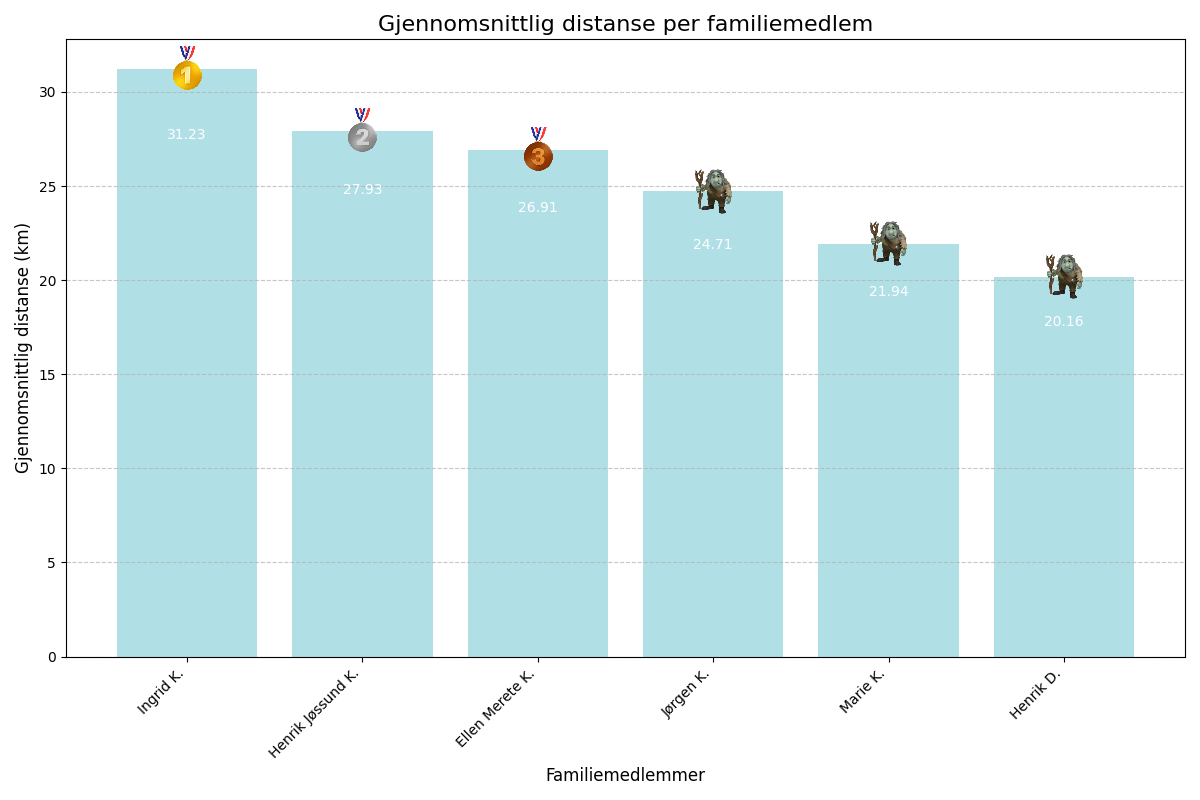 Gjennomsnittlig distanse per familiemedlem
Gjennomsnittlig distanse (km)
30
25
20
15
10
5
0
1
2
3
31.23
27.93
26.91
24.71
21.94
20.16
Ingrid K.
Henrik Jøssund K.
Ellen Merete K.
Jørgen K.
Marie K.
Henrik D.
Familiemedlemmer